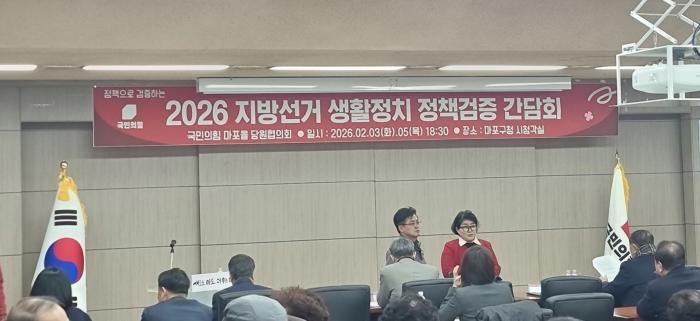 정책으로 검증하는
국민의힘
2026 지방선거 생활정치 정책검증 간담회
국민의힘 마포을 당원협의회 ● 일시 : 2026.02.03(화).05(목) 18:30 ● 장소 : 마포구청 시청각실
국민의